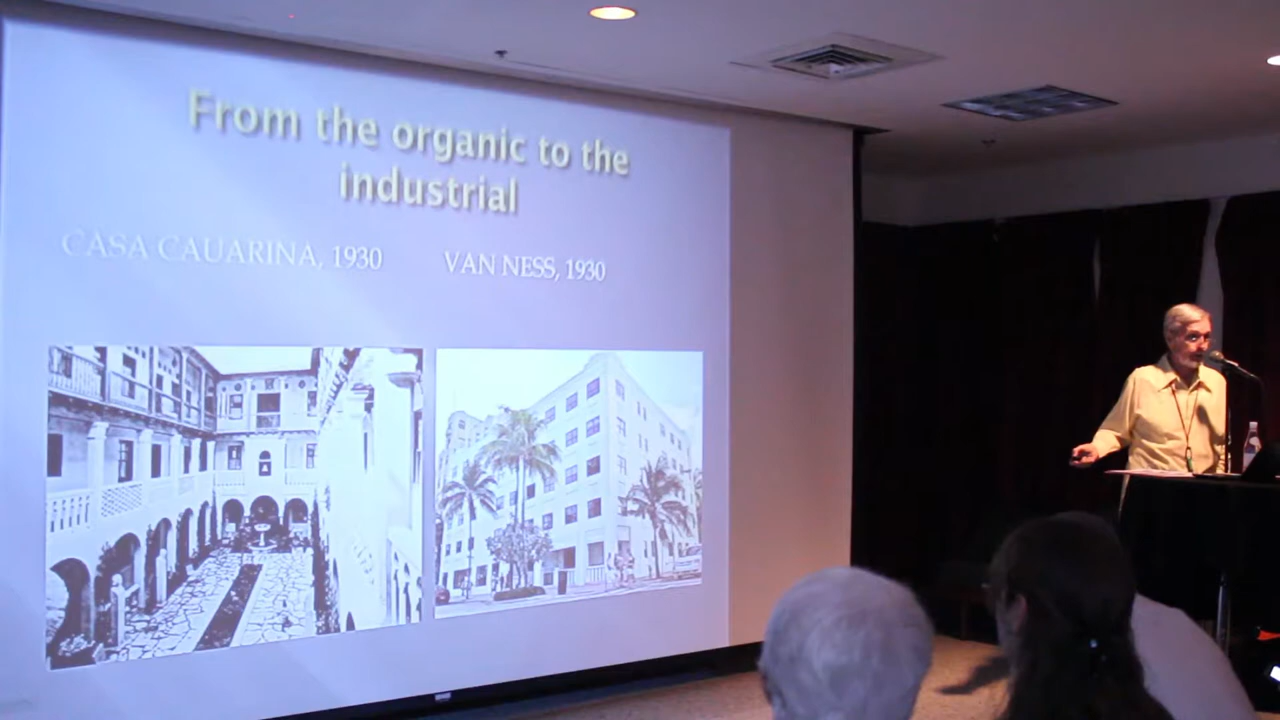 From the organic to the
industrial
CASA CAUARINA, 1930
VAN NESS, 1930